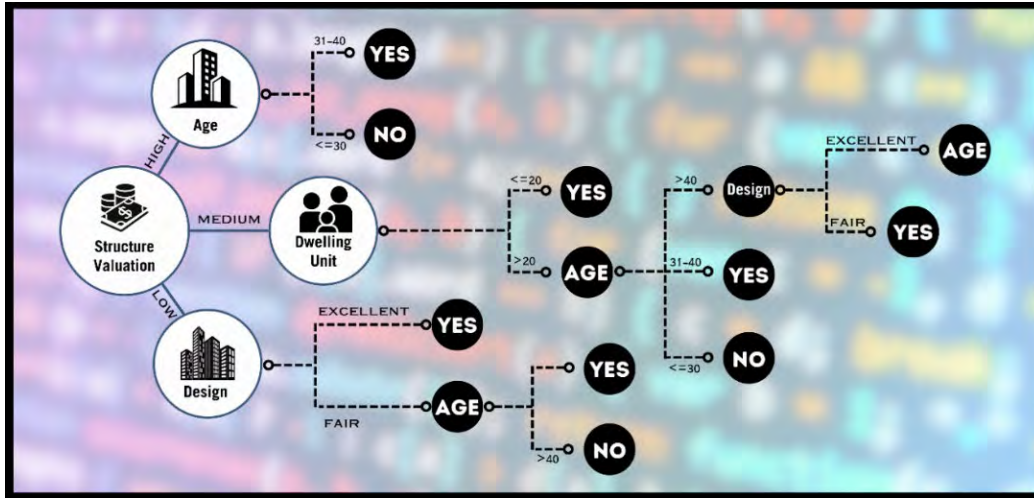 31-40
YES
Age
<=30
NO
HIGH
EXCELLENT
AGE
<=20
YES
>40
Design
MEDIUM
FAIR
YES
Structure
Valuation
Dwelling
Unit
>20
AGE
31-40
YES
LOW
EXCELLENT
YES
<=30
NO
YES
Design
FAIR
AGE
>40
NO